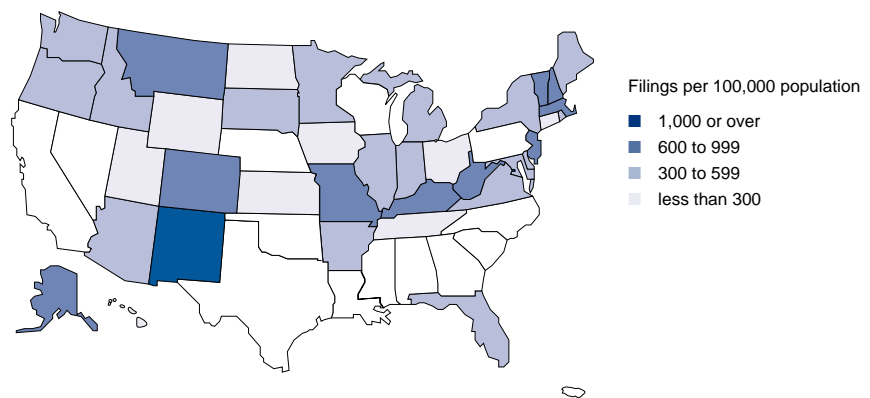 Filings per 100,000 population
1,000 or over
600 to 999
300 to 599
less than 300